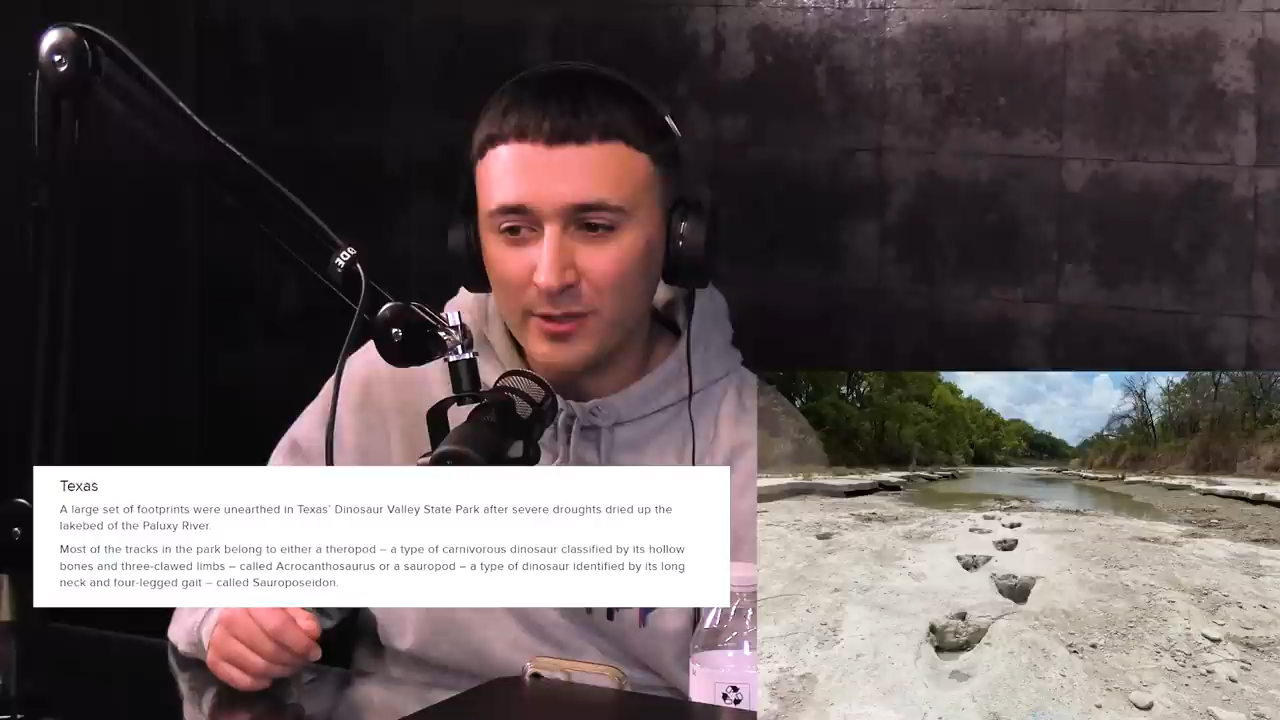 RØDE
Texas
A large set of footprints were unearthed in Texas' Dinosaur Valley State Park after severe droughts dried up the
lakebed of the Paluxy River.
Most of the tracks in the park belong to either a theropod – a type of carnivorous dinosaur classified by its hollow
bones and three-clawed limbs – called Acrocanthosaurus or a sauropod – a type of dinosaur identified by its long
neck and four-legged gait – called Sauroposeidon.